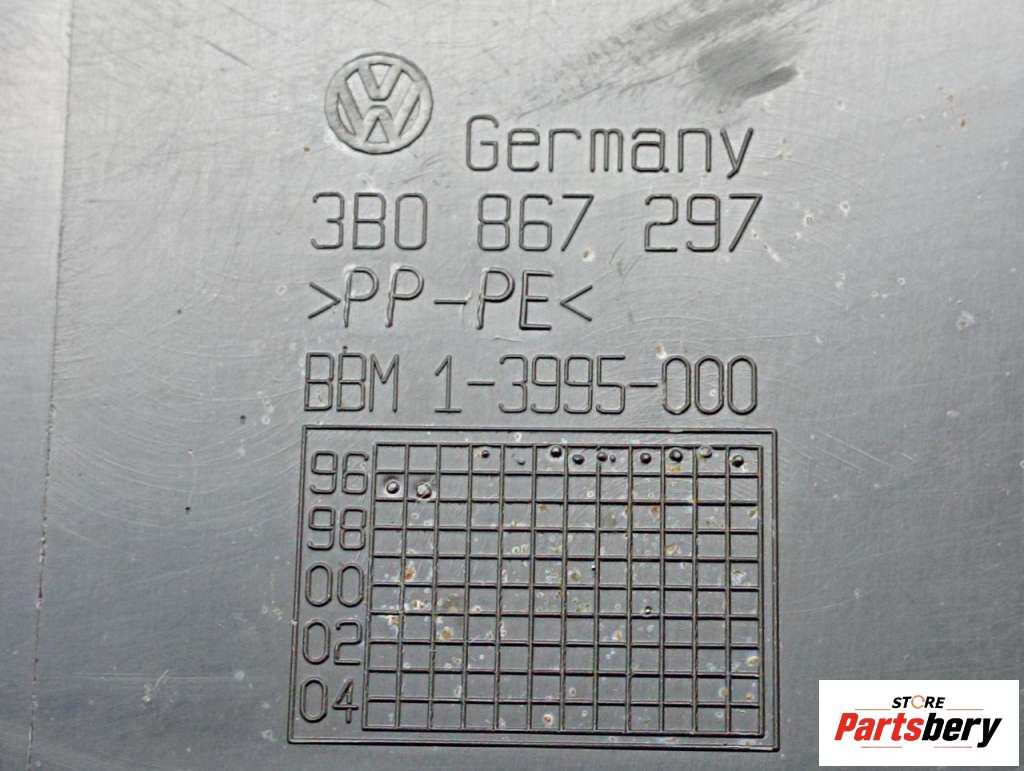 Germany
3B0 867 297
>PP-PE<
BBM 1-3995-000
96
98
00
02
04
STORE
Partsbery